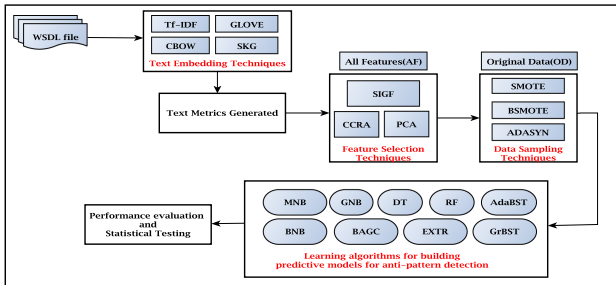 WSDL file
Tf-IDF
GLOVE
CBOW
SKG
Text Embedding Techniques
Text Metrics Generated
All Features(AF)
SIGF
CCRA
PCA
Feature Selection
Techniques
Original Data(OD)
SMOTE
BSMOTE
ADASYN
Data Sampling
Techniques
MNB
GNB
DT
RF
AdaBST
BNB
BAGC
EXTR
GrBST
Learning algorithms for building
predictive models for anti-pattern detection
Performance evaluation
and
Statistical Testing